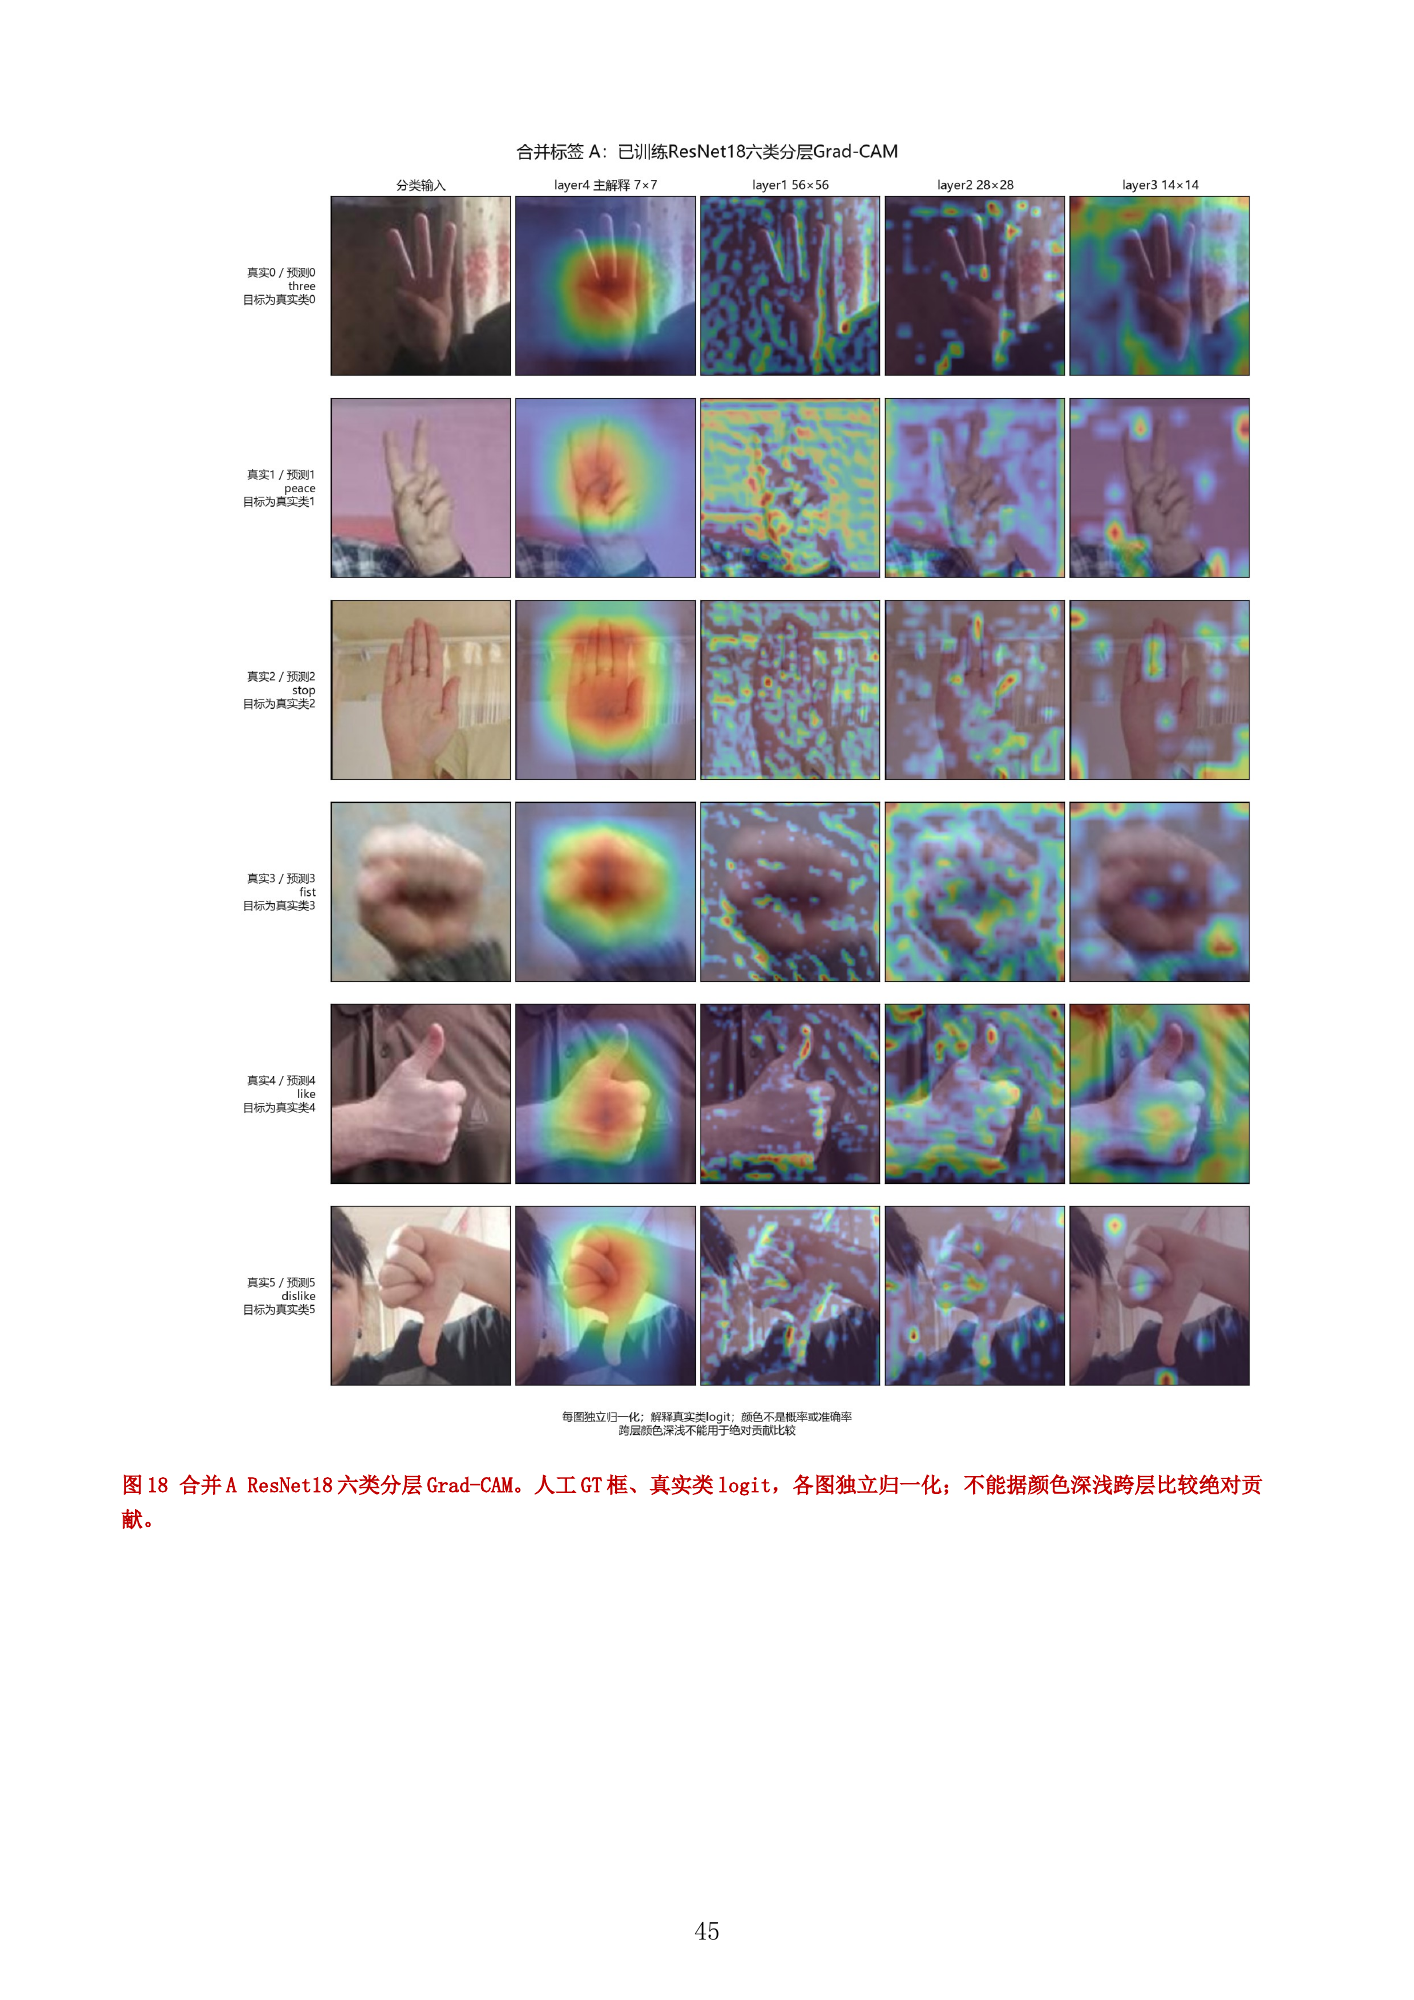 合并标签 A：已训练ResNet18六类分层Grad-CAM
分类输入 layer4 主解释 7×7 layer1 56×56 layer2 28×28 layer3 14×14
真实0 / 预测0
three
目标为真实类0
真实1 / 预测1
peace
目标为真实类1
真实2 / 预测2
stop
目标为真实类2
真实3 / 预测3
fist
目标为真实类3
真实4 / 预测4
like
目标为真实类4
真实5 / 预测5
dislike
目标为真实类5
每图独立归一化；解释真实类logit；颜色不是概率或准确率
跨层颜色深浅不能用于绝对贡献比较
图 18 合并 A ResNet18 六类分层 Grad-CAM。人工 GT 框、真实类 logit，各图独立归一化；不能据颜色深浅跨层比较绝对贡
献。
45